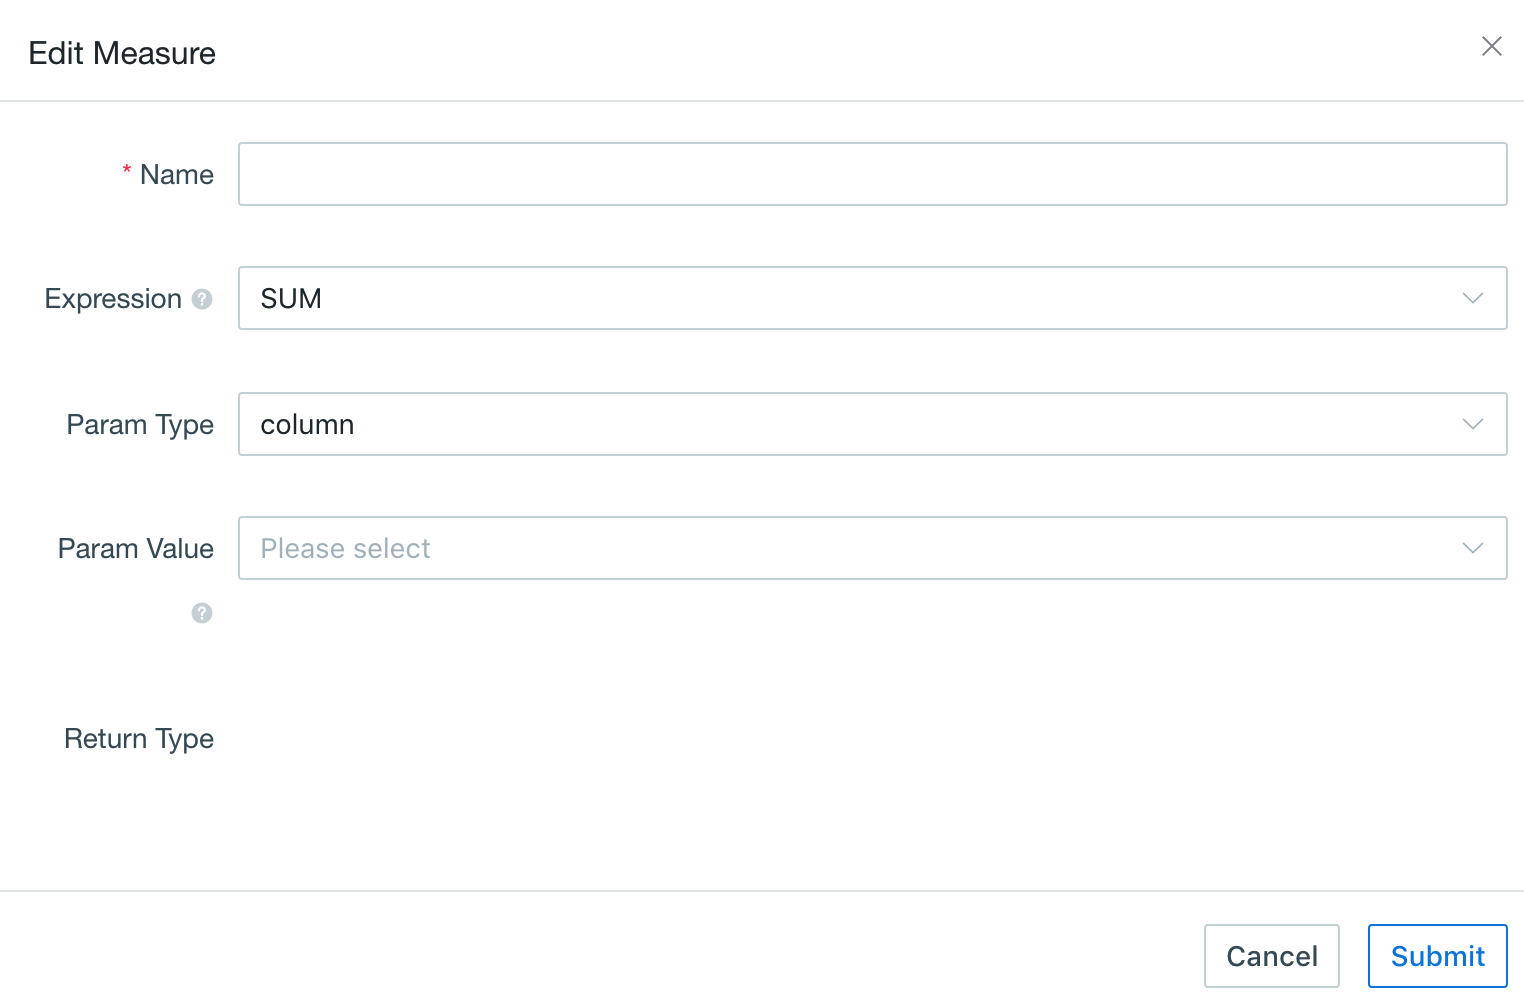 Edit Measure
* Name
Expression ?
SUM
Param Type
column
Param Value
Please select
?
Return Type
Cancel
Submit